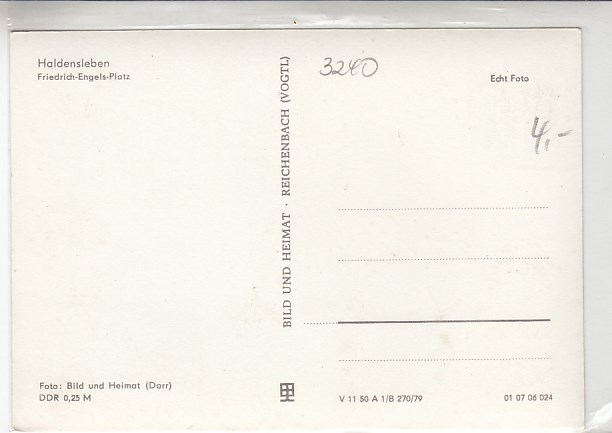 Haldensleben
Friedrich-Engels-Platz
Foto: Bild und Heimat (Darr)
DDR 0,25 M
BILD UND HEIMAT · REICHENBACH (VOGTL)
3240
Echt Foto
4,-
V 11 50 A 1/B 270/79
01 07 06 024